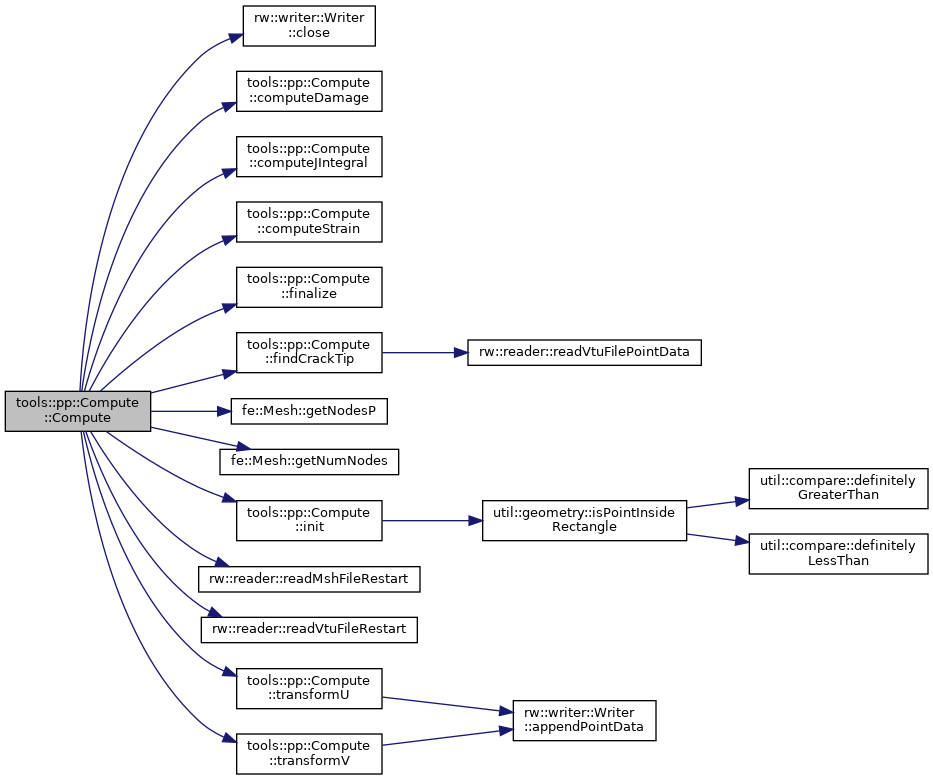 rw::writer::Writer
::close
tools::pp::Compute
::computeDamage
tools::pp::Compute
::computeJIntegral
tools::pp::Compute
::computeStrain
tools::pp::Compute
::finalize
tools::pp::Compute
::findCrackTip
rw::reader::readVtuFilePointData
tools::pp::Compute
::Compute
fe::Mesh::getNodesP
fe::Mesh::getNumNodes
tools::pp::Compute
::init
util::geometry::isPointInside
Rectangle
util::compare::definitely
GreaterThan
util::compare::definitely
LessThan
rw::reader::readMshFileRestart
rw::reader::readVtuFileRestart
tools::pp::Compute
::transformU
rw::writer::Writer
::appendPointData
tools::pp::Compute
::transformV